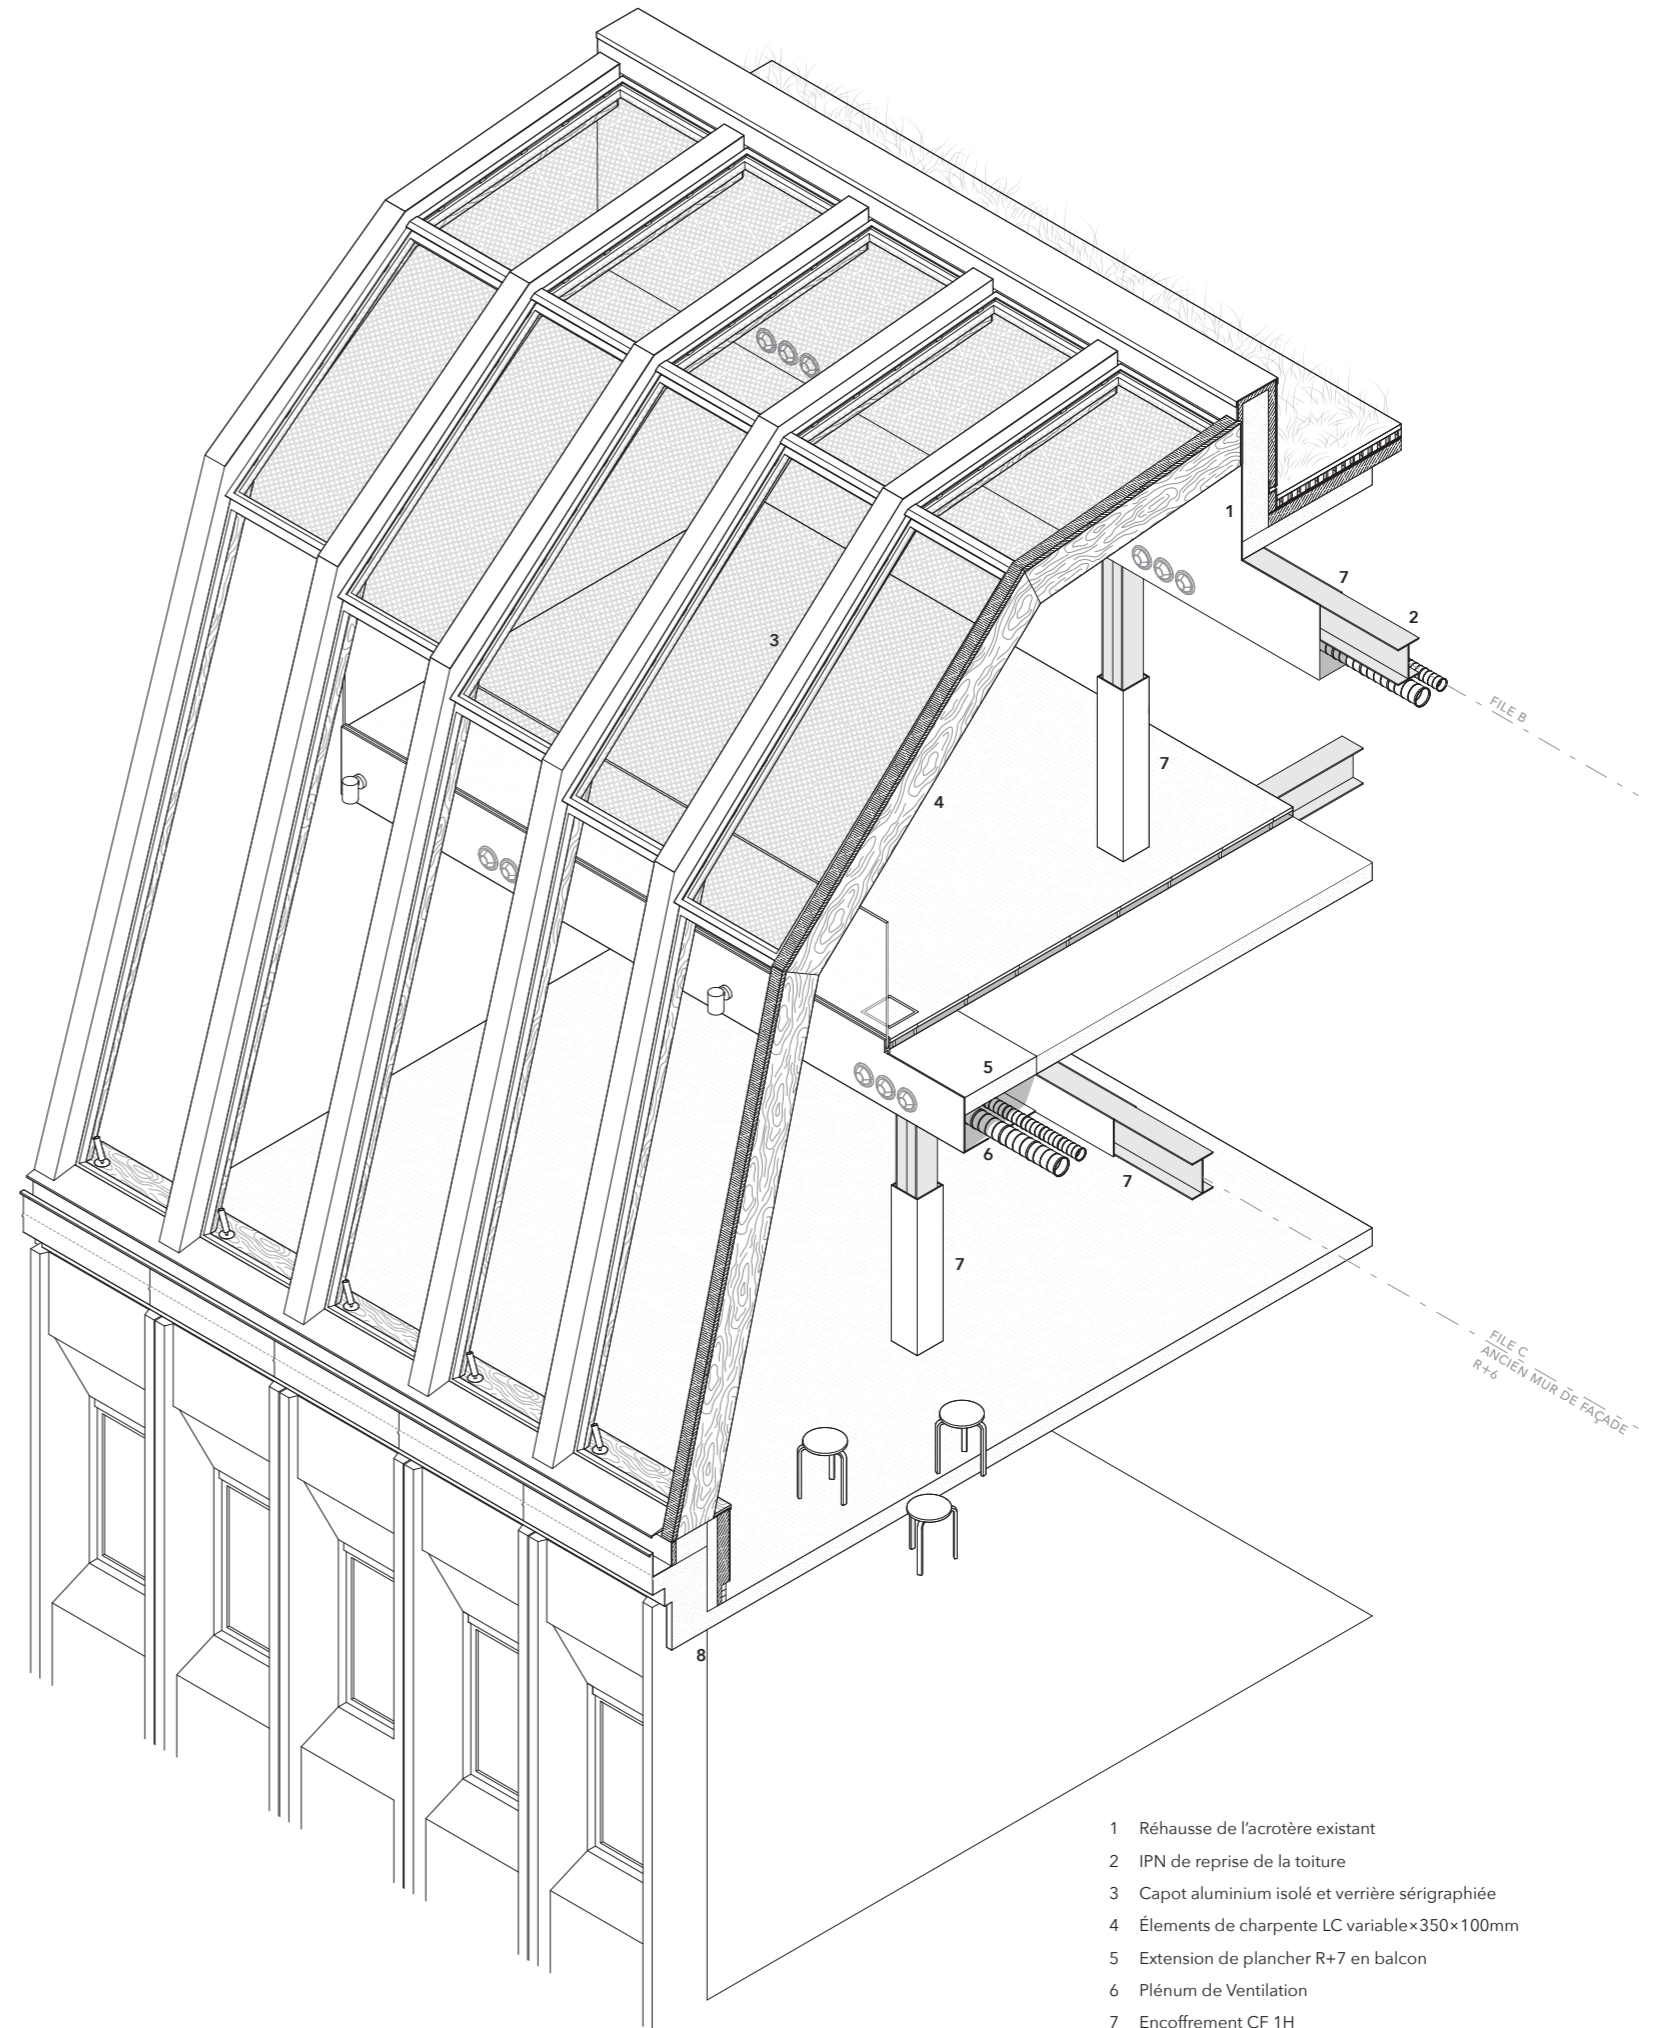 1
7
2
FILE B
3
7
4
5
6
7
7
FILE C
ANCIEN MUR DE FAÇADE
R+6
8
1 Réhausse de l'acrotère existant
2 IPN de reprise de la toiture
3 Capot aluminium isolé et verrière sérigraphiée
4 Élements de charpente LC variable×350×100mm
5 Extension de plancher R+7 en balcon
6 Plénum de Ventilation
7 Encoffrement CF 1H